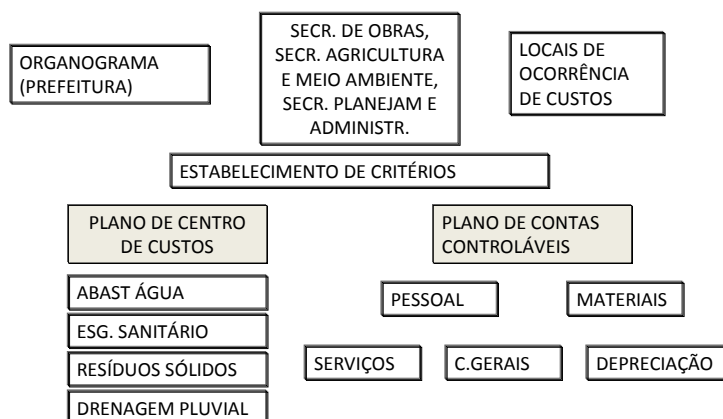 ORGANOGRAMA
(PREFEITURA)
SECR. DE OBRAS,
SECR. AGRICULTURA
E MEIO AMBIENTE,
SECR. PLANEJAM E
ADMINISTR.
LOCAIS DE
OCORRÊNCIA
DE CUSTOS
ESTABELECIMENTO DE CRITÉRIOS
PLANO DE CENTRO
DE CUSTOS
PLANO DE CONTAS
CONTROLÁVEIS
ABAST ÁGUA
ESG. SANITÁRIO
RESÍDUOS SÓLIDOS
DRENAGEM PLUVIAL
PESSOAL
MATERIAIS
SERVIÇOS
C.GERAIS
DEPRECIAÇÃO